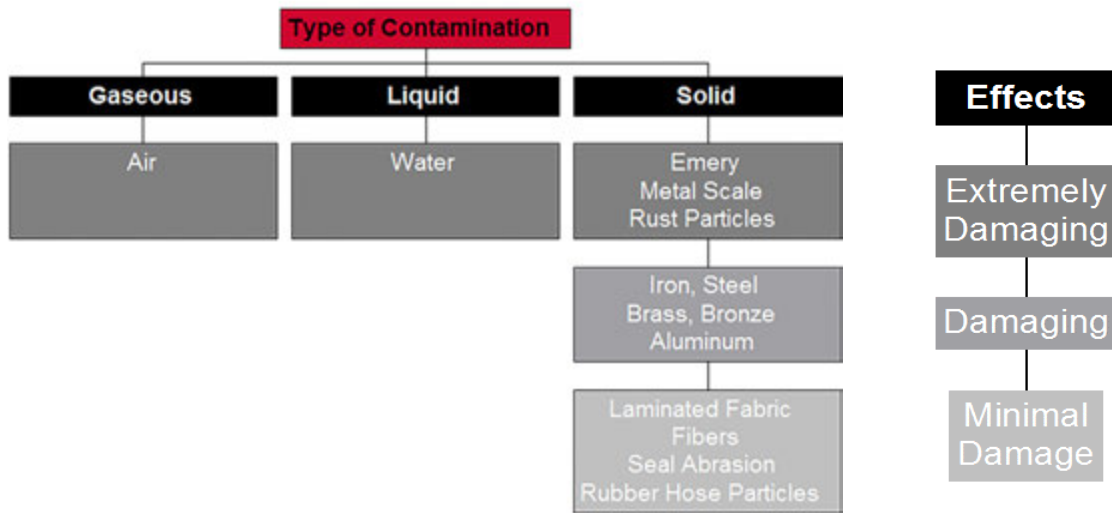 Type of Contamination
Gaseous
Liquid
Solid
Air
Water
Emery
Metal Scale
Rust Particles
Iron, Steel
Brass, Bronze
Aluminum
Laminated Fabric
Fibers
Seal Abrasion
Rubber Hose Particles
Effects
Extremely
Damaging
Damaging
Minimal
Damage